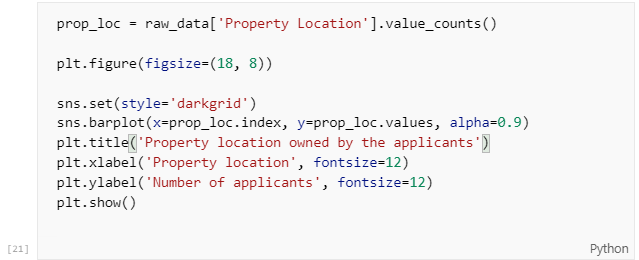 prop_loc = raw_data['Property Location'].value_counts()
plt.figure(figsize=(18, 8))
sns.set(style='darkgrid')
sns.barplot(x=prop_loc.index, y=prop_loc.values, alpha=0.9)
plt.title('Property location owned by the applicants')
plt.xlabel('Property location', fontsize=12)
plt.ylabel('Number of applicants', fontsize=12)
plt.show()
[21]
Python